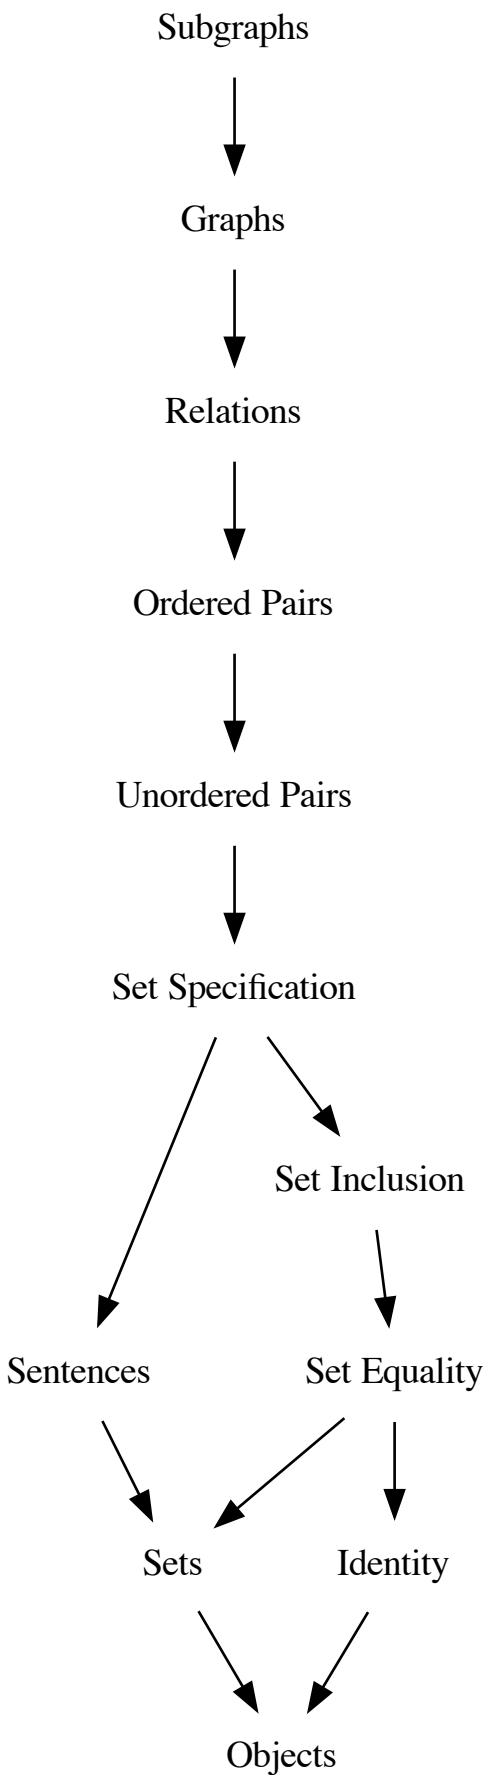 Subgraphs
Graphs
Relations
Ordered Pairs
Unordered Pairs
Set Specification
Set Inclusion
Sentences
Set Equality
Sets
Identity
Objects